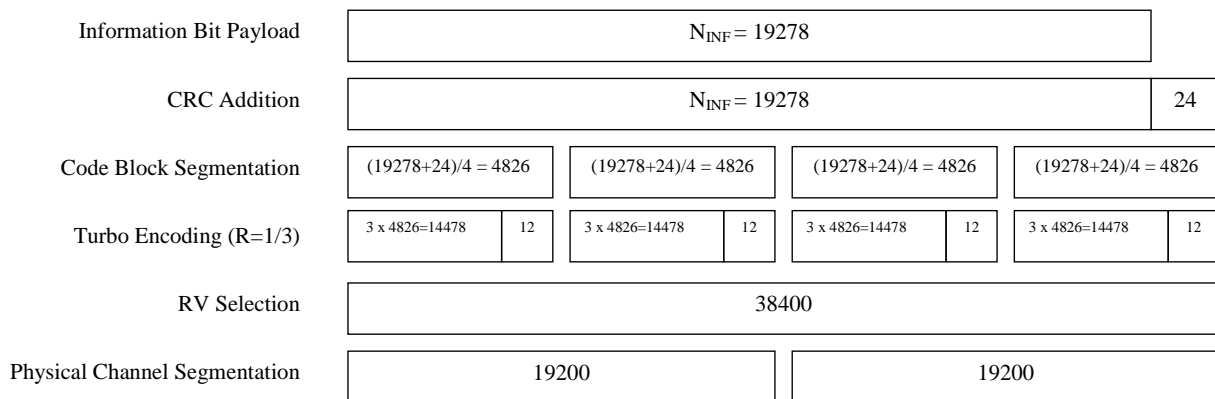 Information Bit Payload
N_INF = 19278
CRC Addition
N_INF = 19278 24
Code Block Segmentation
(19278+24)/4 = 4826 (19278+24)/4 = 4826 (19278+24)/4 = 4826 (19278+24)/4 = 4826
Turbo Encoding (R=1/3)
3 x 4826=14478 12 3 x 4826=14478 12 3 x 4826=14478 12 3 x 4826=14478 12
RV Selection
38400
Physical Channel Segmentation
19200 19200